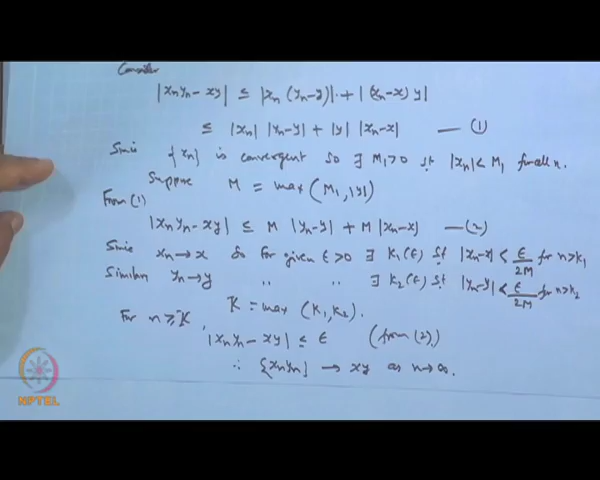 Consider
|xₙyₙ − xy| ≤ |xₙ (yₙ−y)| + |(xₙ−x) y|
≤ |xₙ| |yₙ−y| + |y| |xₙ−x| — (1)
Since {xₙ} is convergent so ∃ M₁>0 st |xₙ| < M₁ for all n.
Suppose M = max (M₁, |y|)
From (1)
|xₙyₙ − xy| ≤ M |yₙ−y| + M |xₙ−x| — (2)
Since xₙ → x So for given ε>0 ∃ K₁(ε) st |xₙ−x| < ε/2M for n>K₁
Similarly yₙ → y " " ∃ K₂(ε) st |yₙ−y| < ε/2M for n>K₂
K = max (K₁, K₂).
For n ≥ K,
|xₙyₙ − xy| ≤ ε (from (2))
∴ {xₙyₙ} → xy as n→∞.
NPTEL